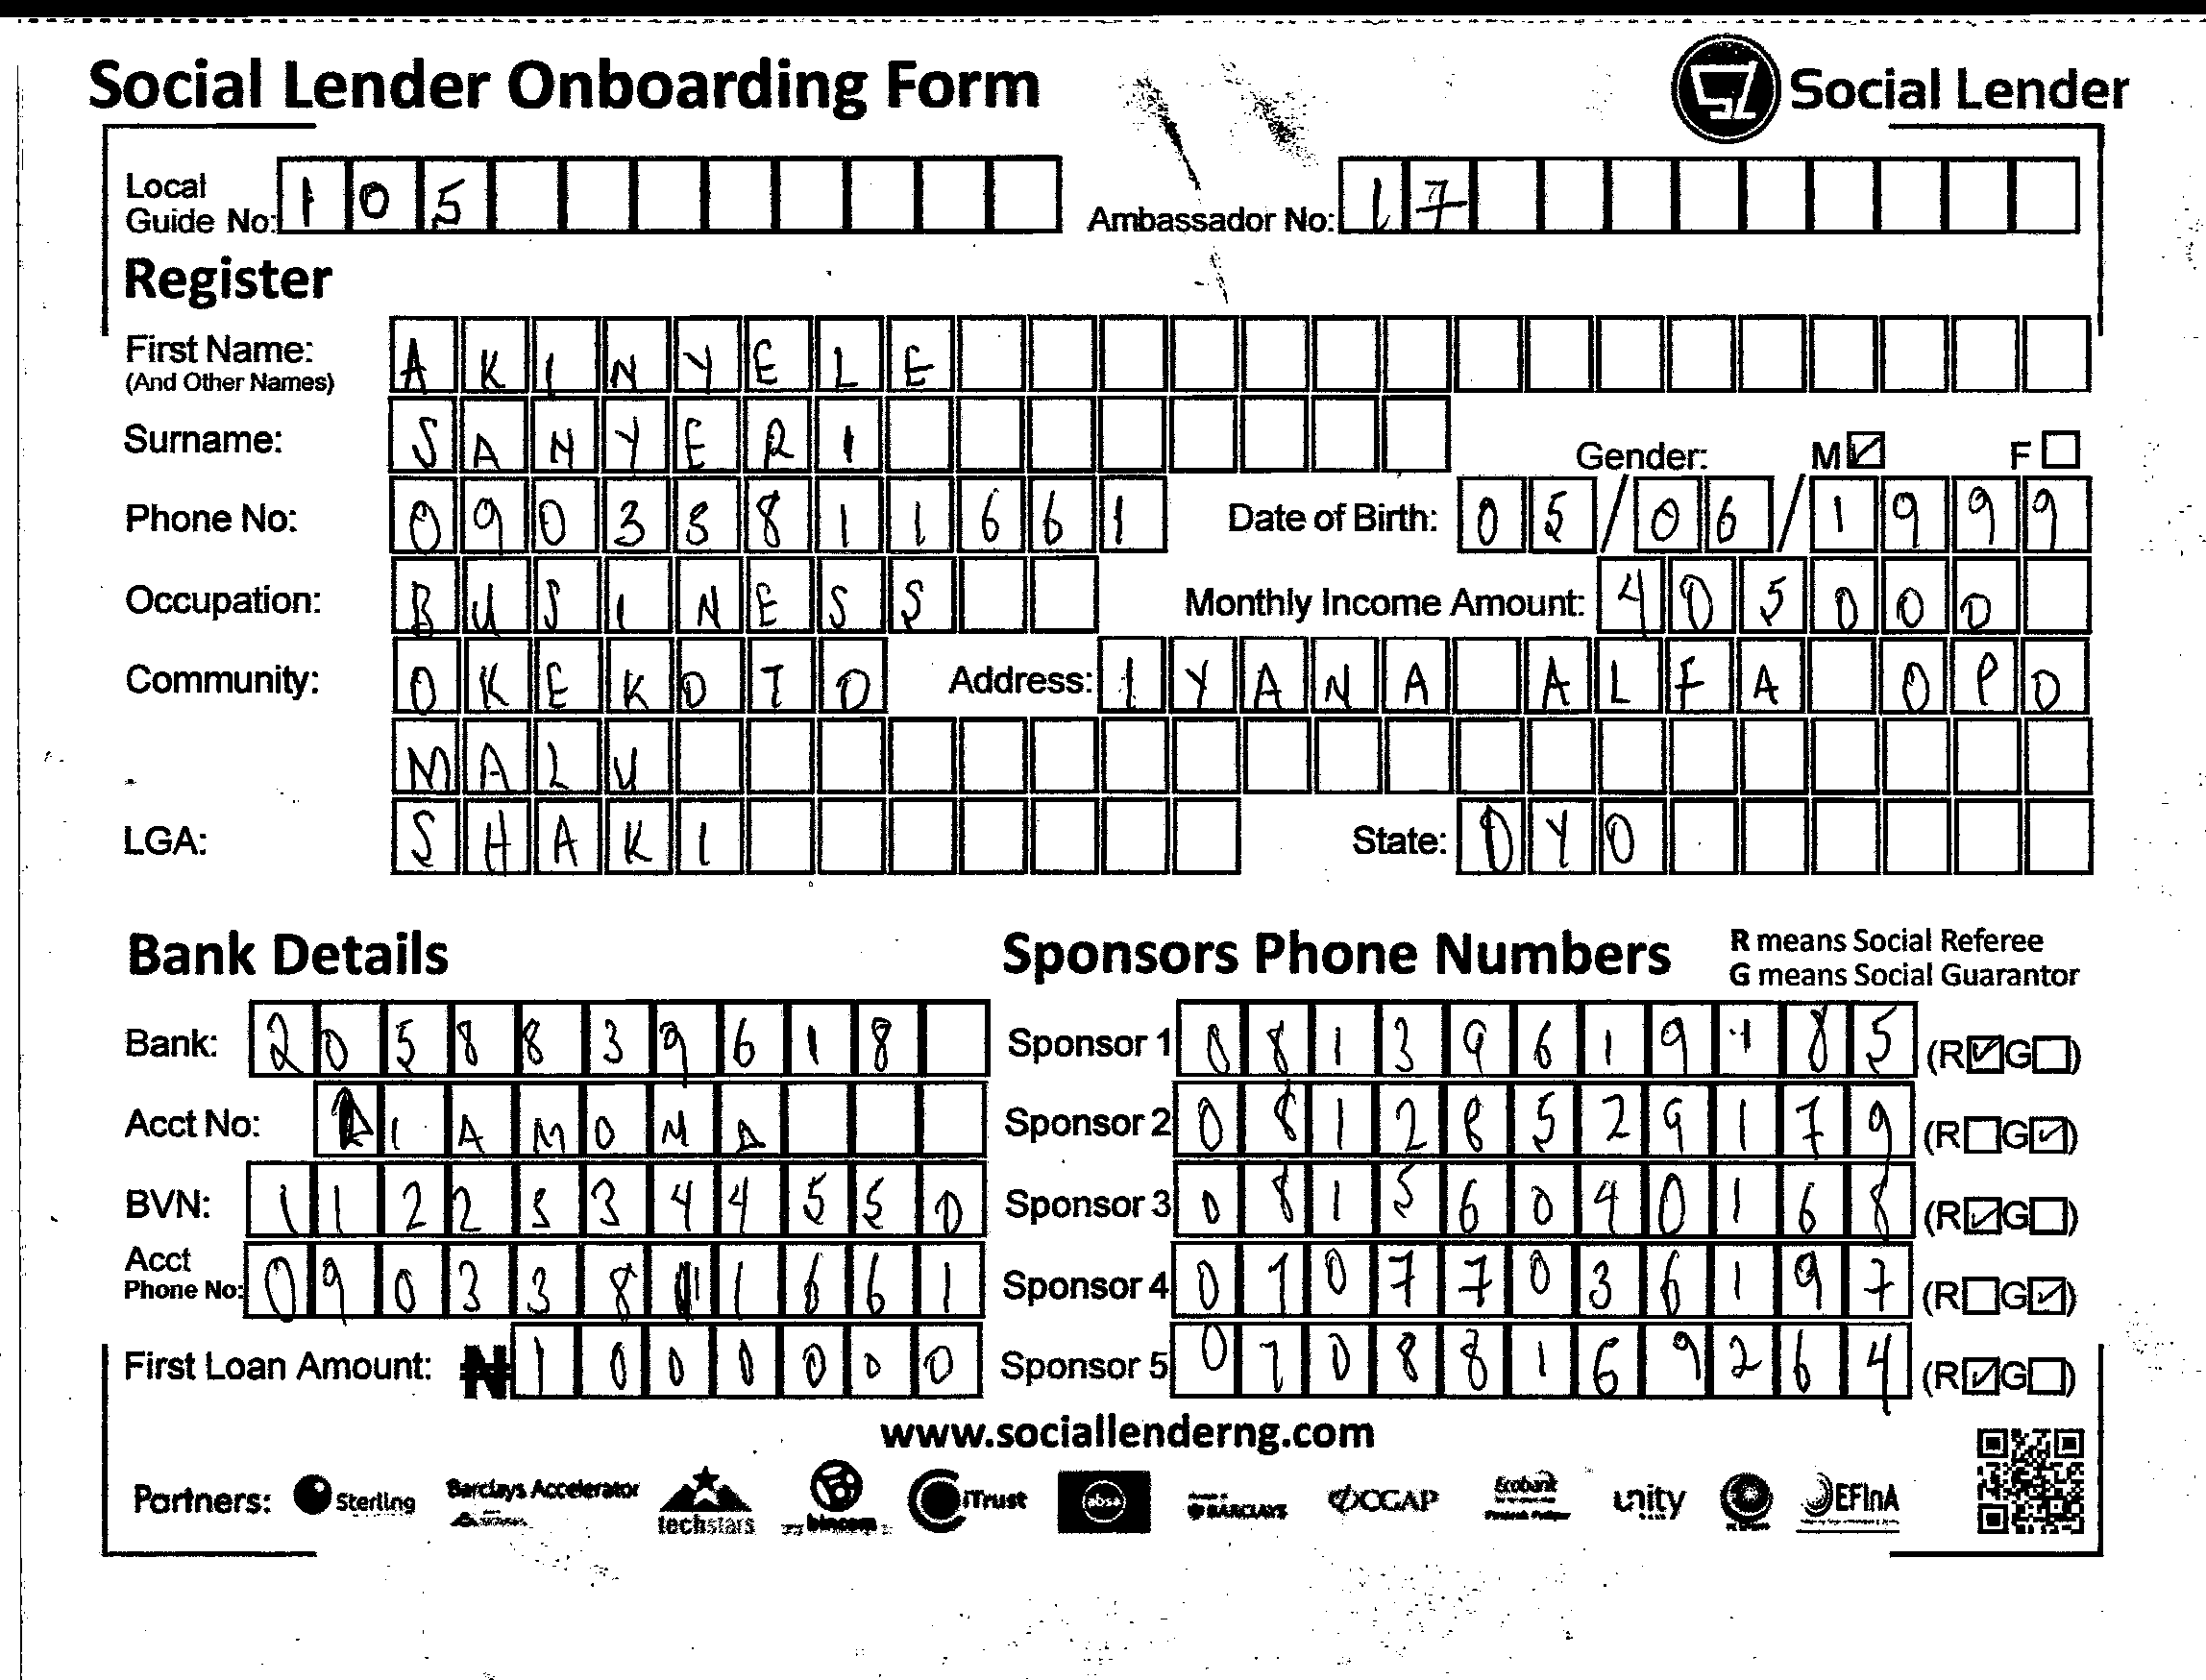 Social Lender Onboarding Form
Social Lender
Local Guide No: 105
Ambassador No: 17
Register
First Name: AKINYELE
(And Other Names)
Surname: SANYERI
Gender: M ☑ F ☐
Phone No: 09033811661
Date of Birth: 05/06/1999
Occupation: BUSINESS
Monthly Income Amount: 405000
Community: OKEKOTO
Address: IYANA ALFA OPO
MALU
LGA: SHAKI
State: OYO
Bank Details
Sponsors Phone Numbers
R means Social Referee
G means Social Guarantor
Bank: 2058839618
Sponsor 1 08139619185 (R☑G☐)
Acct No: DIAMOND
Sponsor 2 08128529179 (R☐G☑)
BVN: 11223344550
Sponsor 3 08156040168 (R☑G☐)
Acct Phone No: 09033811661
Sponsor 4 07077036197 (R☐G☑)
First Loan Amount: ₦1000000
Sponsor 5 07088169264 (R☑G☐)
www.sociallenderng.com
Partners: Sterling Barclays Accelerator techstars bincom iTrust absa BARCLAYS CCGAP Ecobank unity EFInA